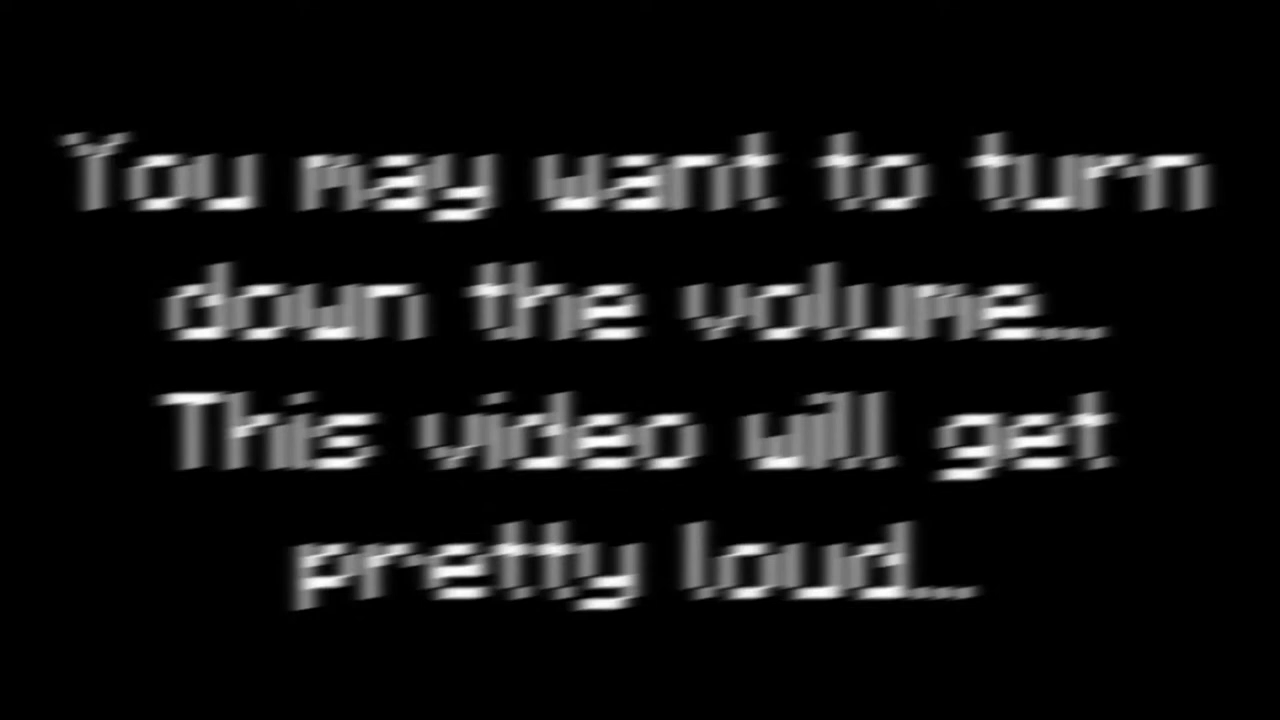 You may want to turn
down the volume...
This video will get
pretty loud...